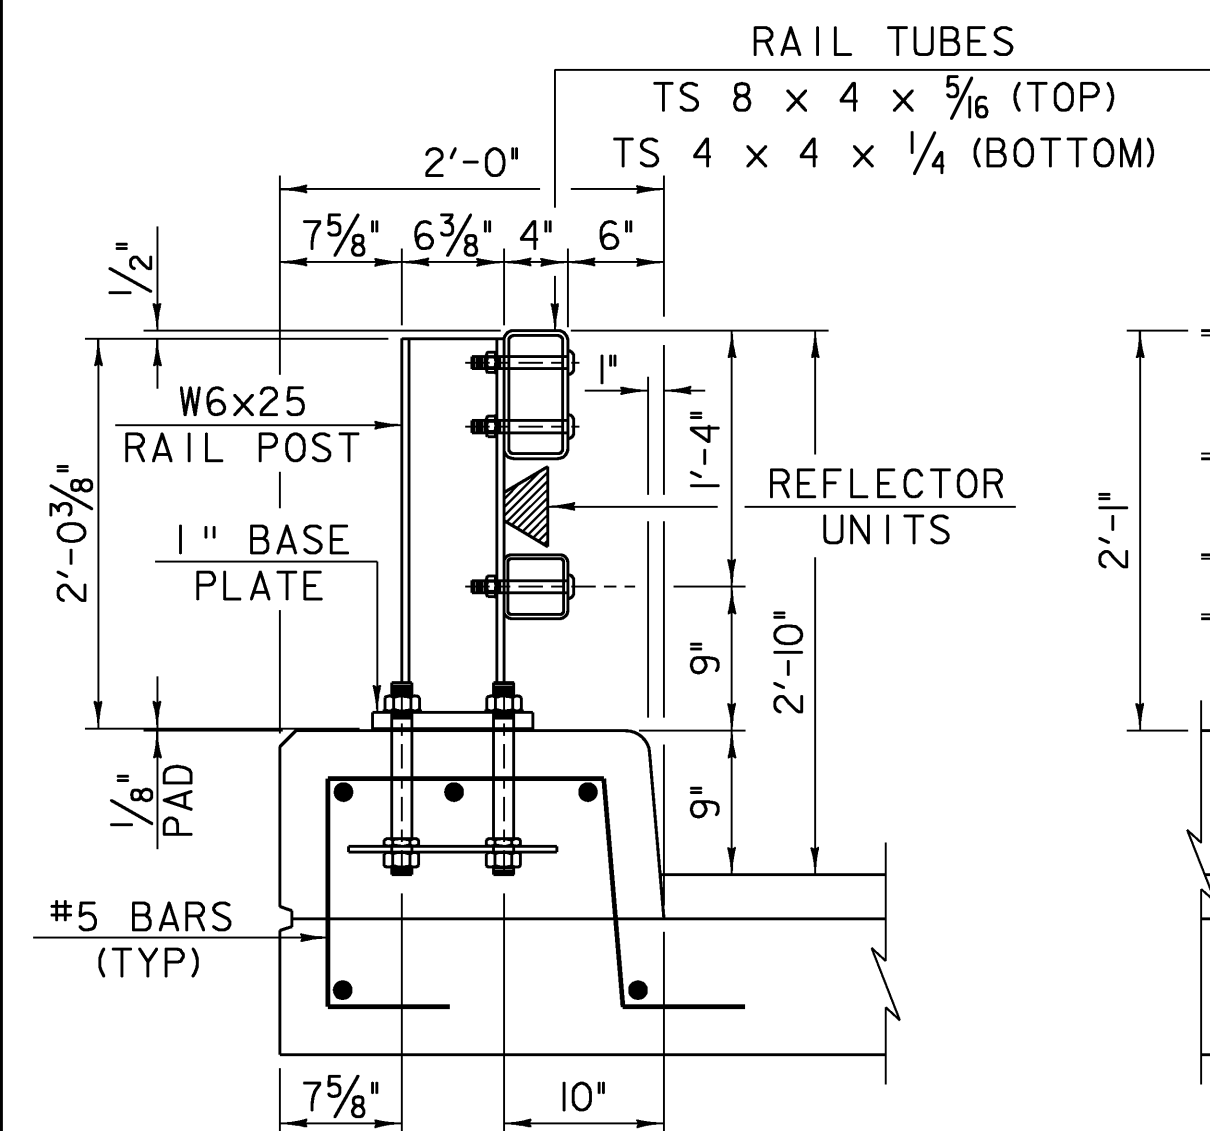 RAIL TUBES
TS 8 x 4 x 5/16 (TOP)
TS 4 x 4 x 1/4 (BOTTOM)
2'-0"
7 5/8" 6 3/8" 4" 6"
1/2"
1"
W6x25
RAIL POST
1'-4"
2'-0 3/8"
REFLECTOR
UNITS
2'-1"
1" BASE
PLATE
9"
2'-10"
1/8"
PAD
9"
#5 BARS
(TYP)
7 5/8" 10"